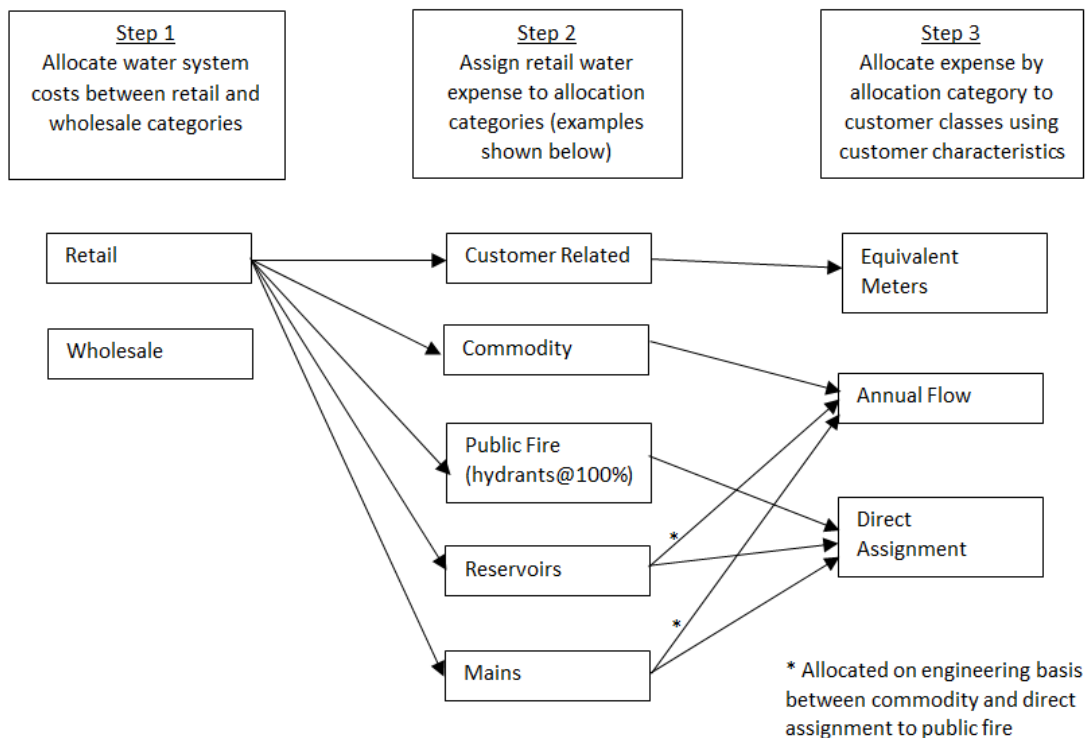 Step 1
Allocate water system
costs between retail and
wholesale categories
Step 2
Assign retail water
expense to allocation
categories (examples
shown below)
Step 3
Allocate expense by
allocation category to
customer classes using
customer characteristics
Retail
Wholesale
Customer Related
Commodity
Public Fire
(hydrants@100%)
Reservoirs
Mains
*
*
Equivalent
Meters
Annual Flow
Direct
Assignment
* Allocated on engineering basis
between commodity and direct
assignment to public fire